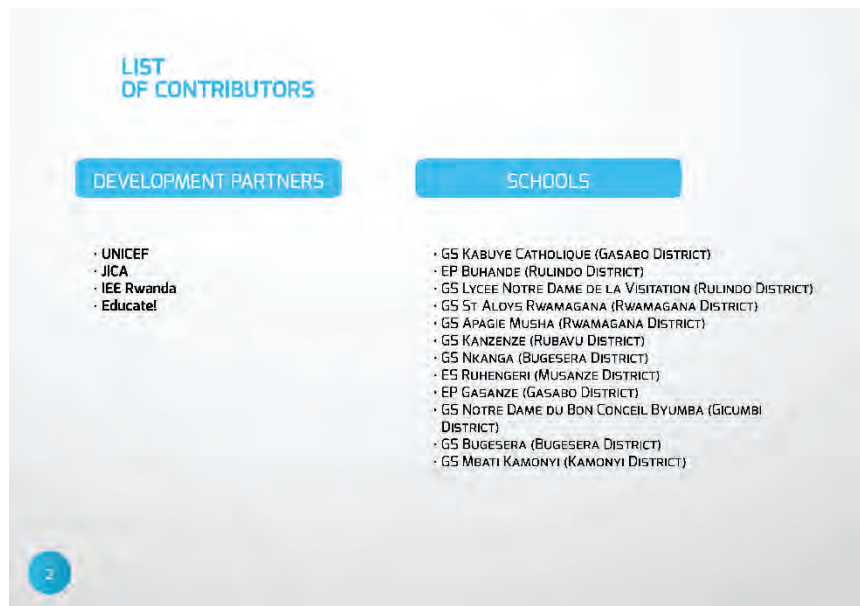 LIST
OF CONTRIBUTORS
DEVELOPMENT PARTNERS
· UNICEF
· JICA
· IEE Rwanda
· Educate!
SCHOOLS
· GS KABUYE CATHOLIQUE (GASABO DISTRICT)
· EP BUHANDE (RULINDO DISTRICT)
· GS LYCEE NOTRE DAME DE LA VISITATION (RULINDO DISTRICT)
· GS ST ALOYS RWAMAGANA (RWAMAGANA DISTRICT)
· GS APAGIE MUSHA (RWAMAGANA DISTRICT)
· GS KANZENZE (RUBAVU DISTRICT)
· GS NKANGA (BUGESERA DISTRICT)
· ES RUHENGERI (MUSANZE DISTRICT)
· EP GASANZE (GASABO DISTRICT)
· GS NOTRE DAME DU BON CONCEIL BYUMBA (GICUMBI
DISTRICT)
· GS BUGESERA (BUGESERA DISTRICT)
· GS MBATI KAMONYI (KAMONYI DISTRICT)
2